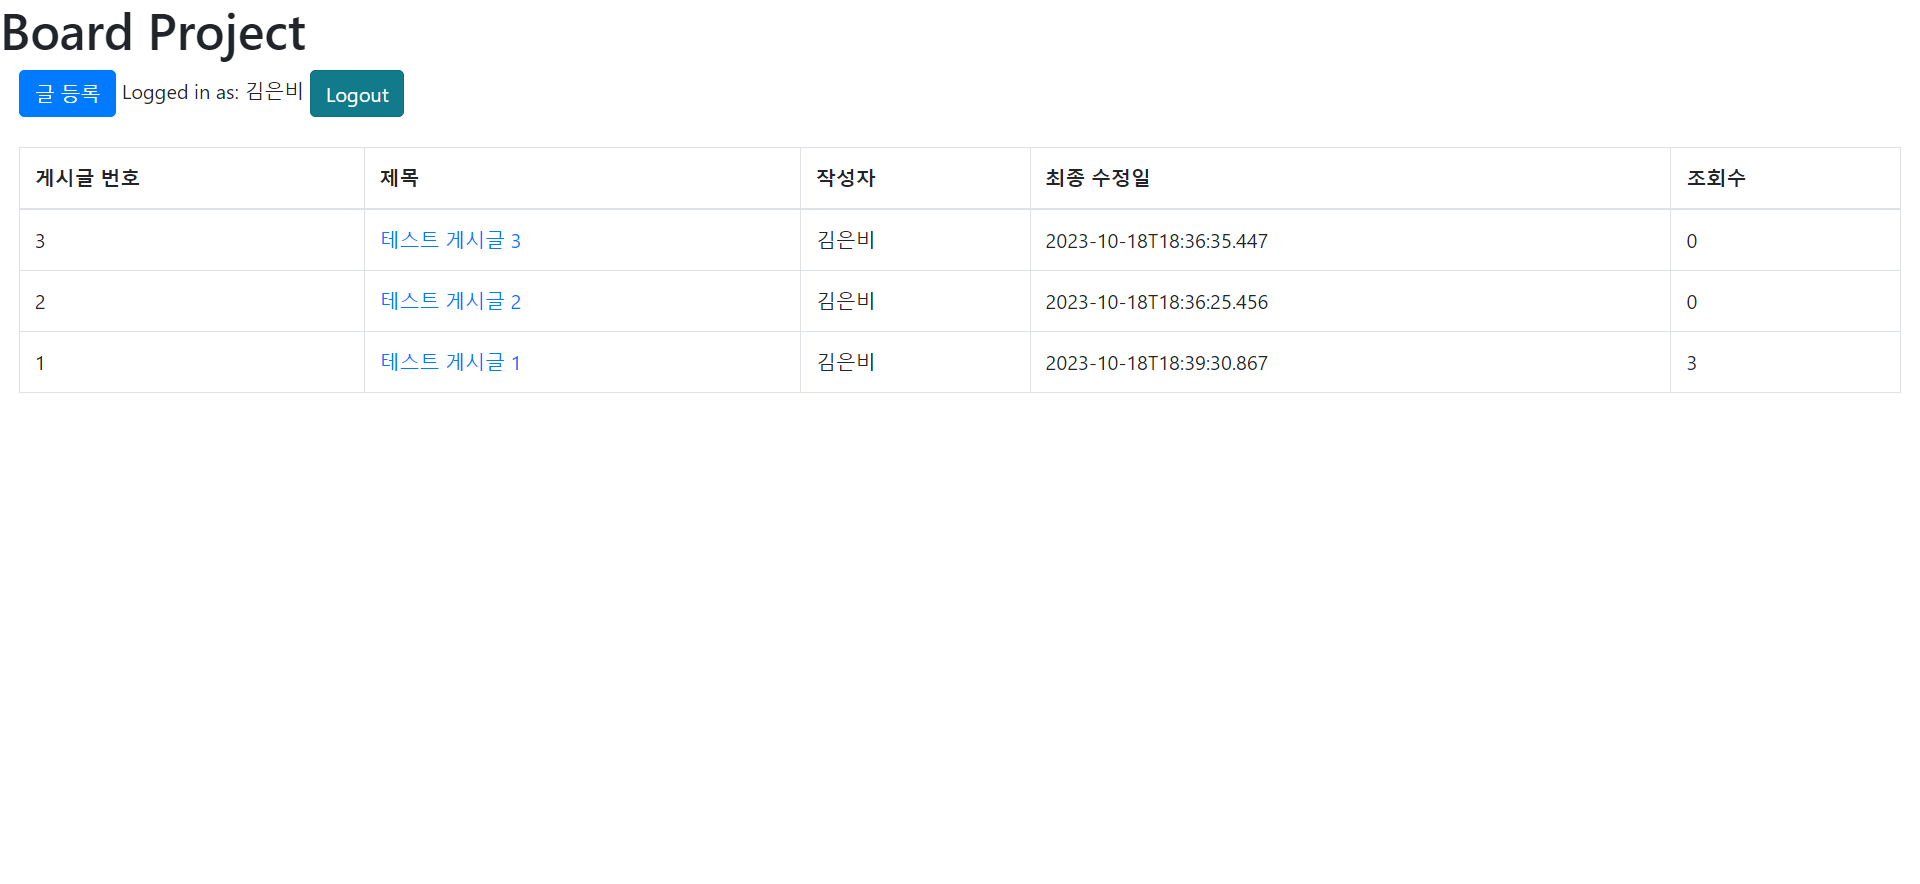 Board Project
글 등록 Logged in as: 김은비 Logout
게시글 번호 제목 작성자 최종 수정일 조회수
3 테스트 게시글 3 김은비 2023-10-18T18:36:35.447 0
2 테스트 게시글 2 김은비 2023-10-18T18:36:25.456 0
1 테스트 게시글 1 김은비 2023-10-18T18:39:30.867 3